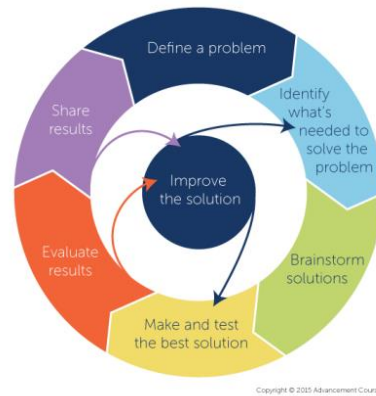 Define a problem
Identify
what's
needed to
solve the
problem
Brainstorm
solutions
Make and test
the best solution
Evaluate
results
Share
results
Improve
the solution
Copyright © 2015 Advancement Cour